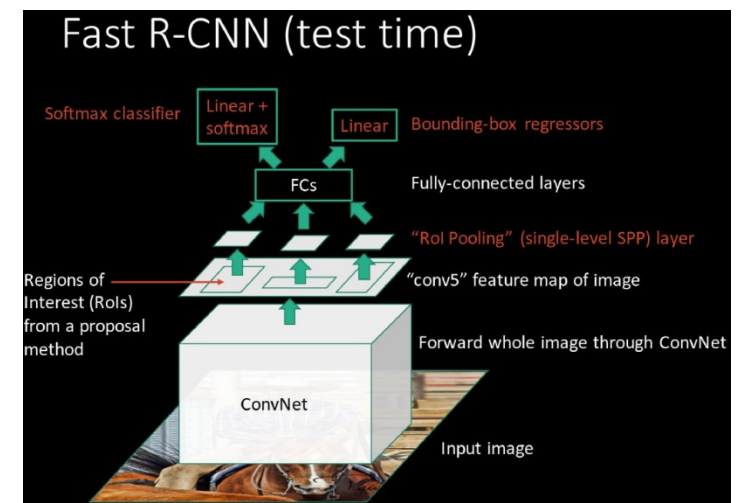 Fast R-CNN (test time)
Softmax classifier
Linear +
softmax
Linear
Bounding-box regressors
FCs
Fully-connected layers
"RoI Pooling" (single-level SPP) layer
Regions of
Interest (RoIs)
from a proposal
method
"conv5" feature map of image
Forward whole image through ConvNet
ConvNet
Input image